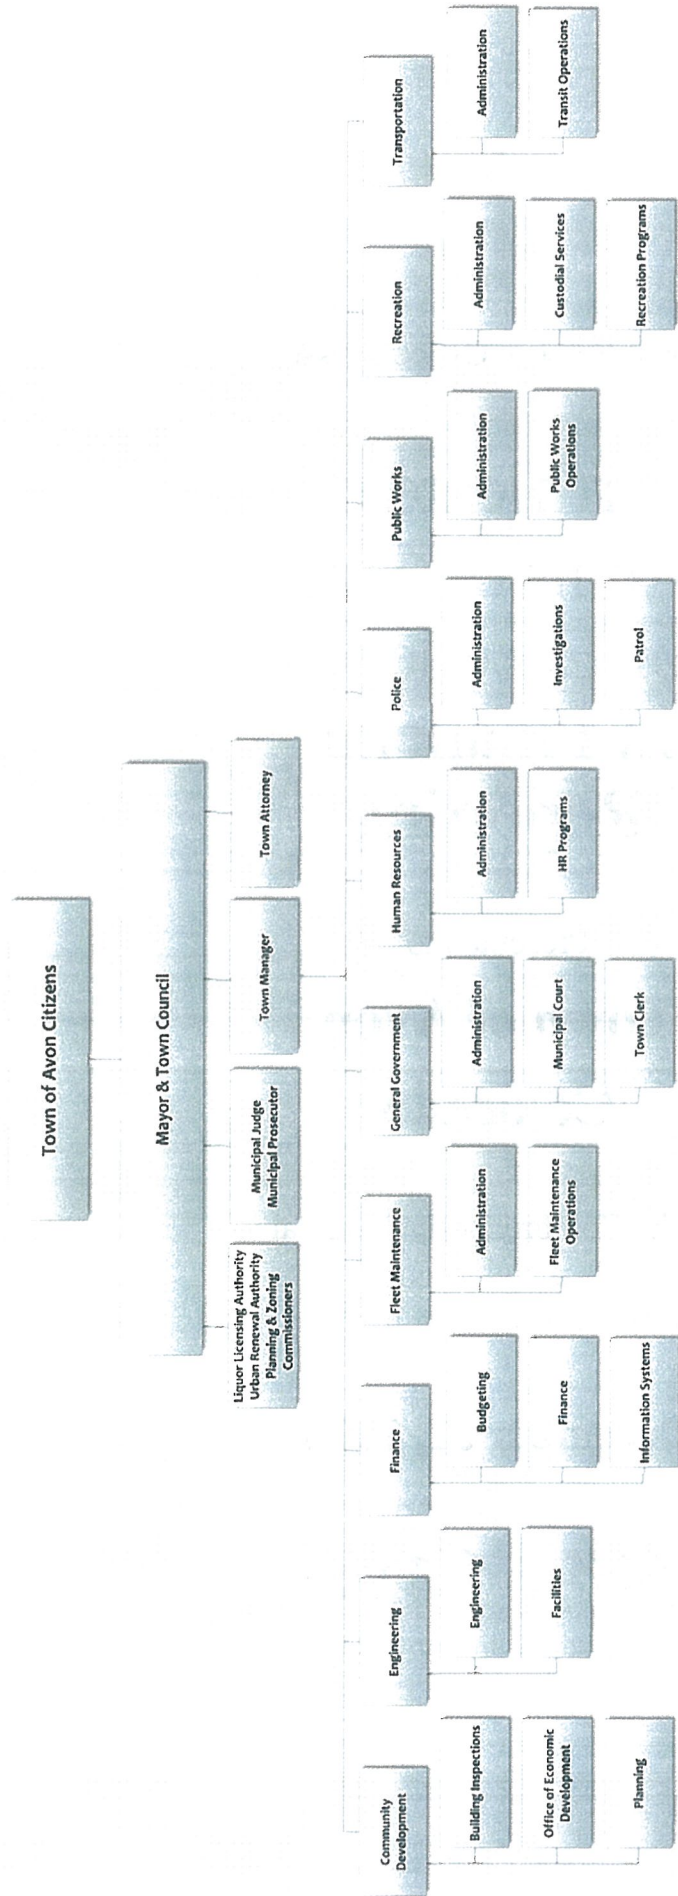 Town of Avon Citizens
Mayor & Town Council
Liquor Licensing Authority
Urban Renewal Authority
Planning & Zoning
Commissioners
Municipal Judge
Municipal Prosecutor
Town Manager
Town Attorney
Community
Development
Building Inspections
Office of Economic
Development
Planning
Engineering
Engineering
Facilities
Finance
Budgeting
Finance
Information Systems
Fleet Maintenance
Administration
Fleet Maintenance
Operations
General Government
Administration
Municipal Court
Town Clerk
Human Resources
Administration
HR Programs
Police
Administration
Investigations
Patrol
Public Works
Administration
Public Works
Operations
Recreation
Administration
Custodial Services
Recreation Programs
Transportation
Administration
Transit Operations